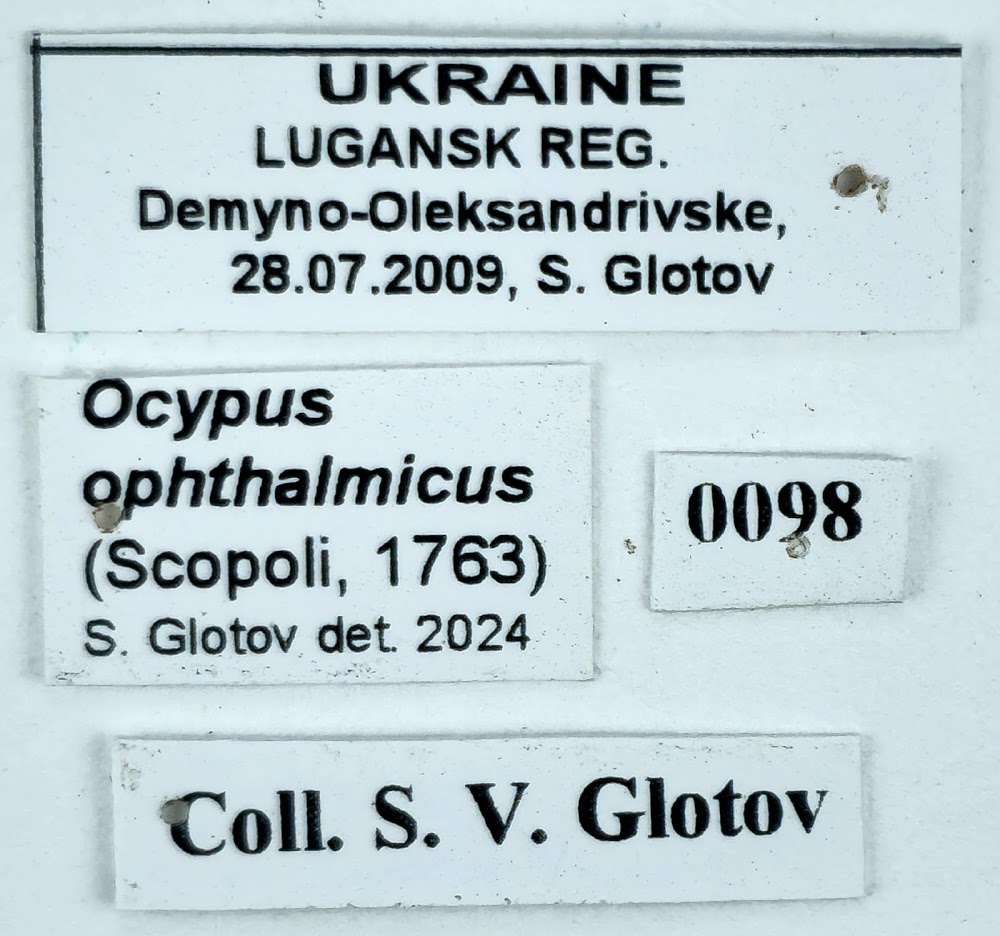 UKRAINE
LUGANSK REG.
Demyno-Oleksandrivske,
28.07.2009, S. Glotov
Ocypus
ophthalmicus
(Scopoli, 1763)
S. Glotov det. 2024
0098
Coll. S. V. Glotov